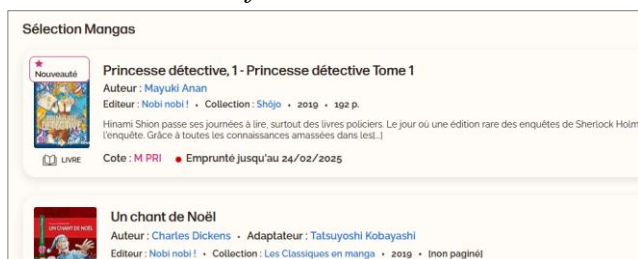 Sélection Mangas
Nouveauté
Princesse détective, 1 - Princesse détective Tome 1
Auteur : Mayuki Anan
Editeur : Nobi nobi ! • Collection : Shôjo • 2019 • 192 p.
Hinami Shion passe ses journées à lire, surtout des livres policiers. Le jour où une édition rare des enquêtes de Sherlock Holm
l'enquête. Grâce à toutes les connaissances amassées dans les[...]
LIVRE
Cote : M PRI • Emprunté jusqu'au 24/02/2025
UN CHANT DE NOËL
Un chant de Noël
Auteur : Charles Dickens • Adaptateur : Tatsuyoshi Kobayashi
Editeur : Nobi nobi ! • Collection : Les Classiques en manga • 2019 • [non paginé]